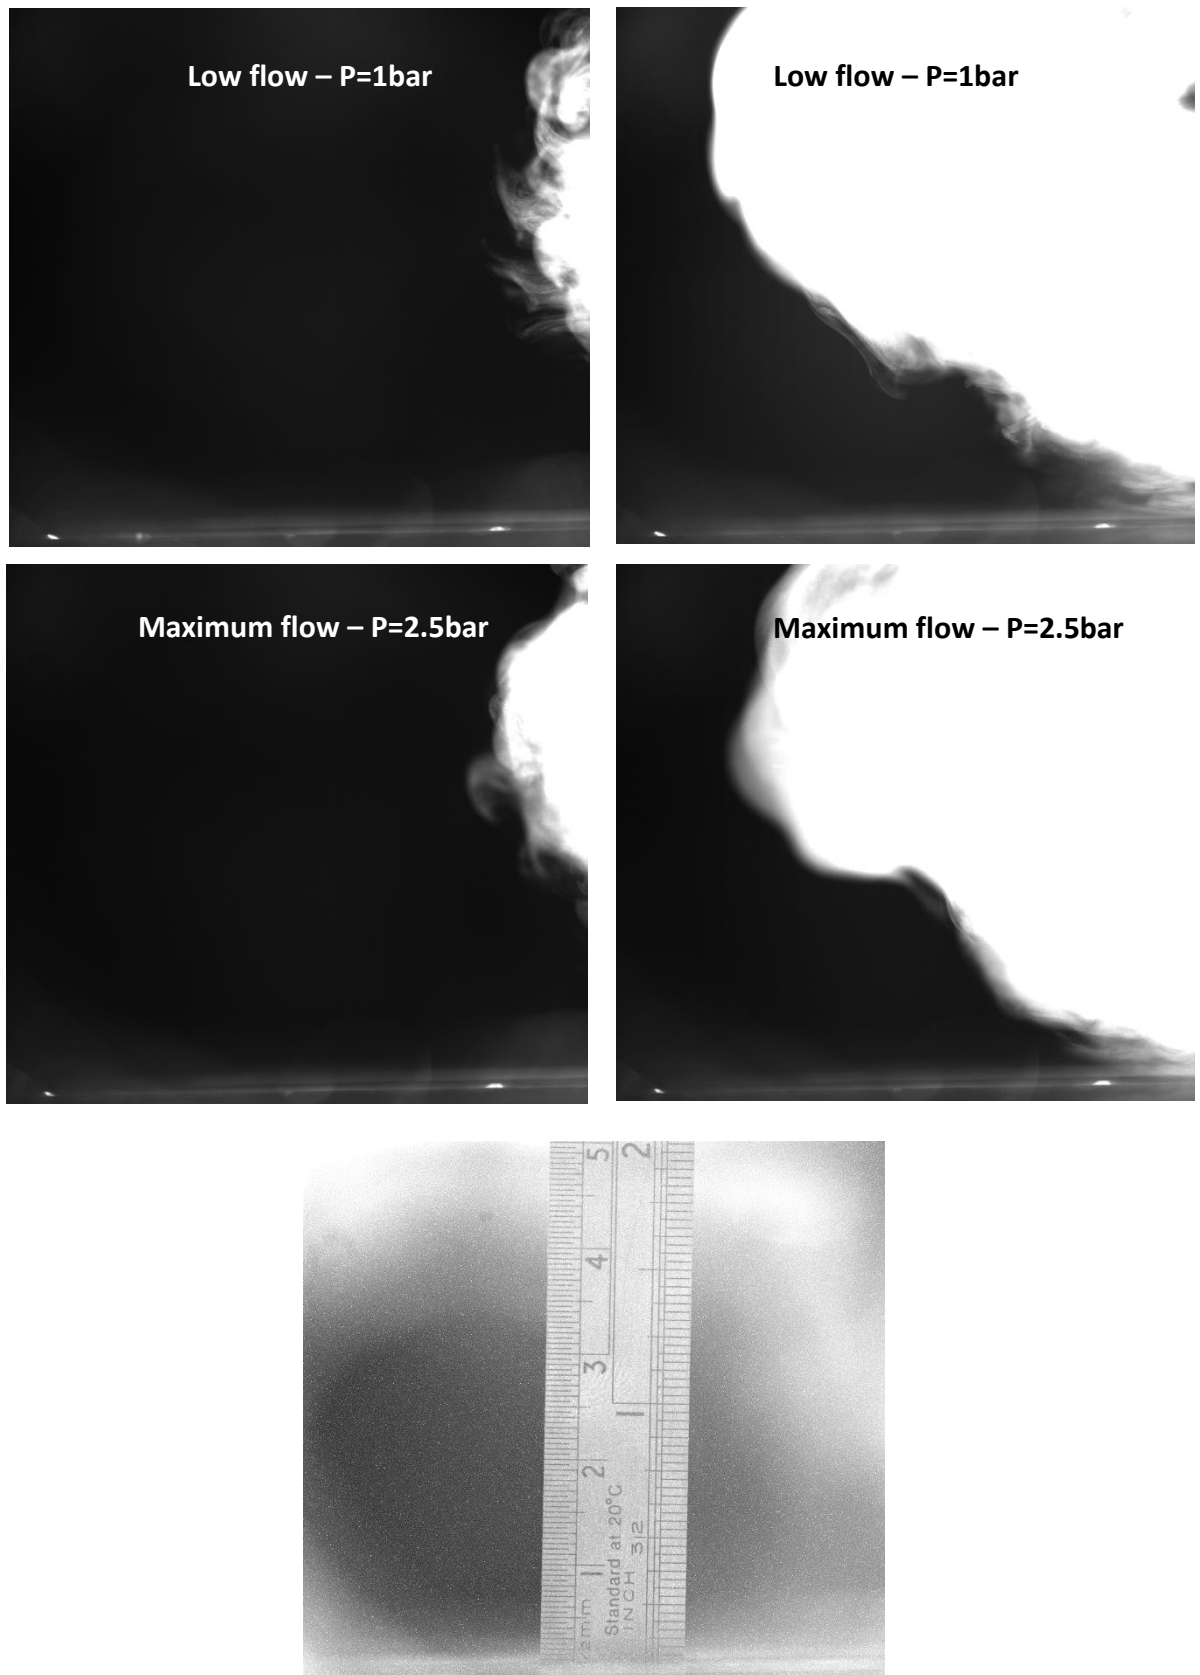 Low flow – P=1bar
Low flow – P=1bar
Maximum flow – P=2.5bar
Maximum flow – P=2.5bar
5
4
3
2
1
2
1
Standard at 20°C
INCH 32